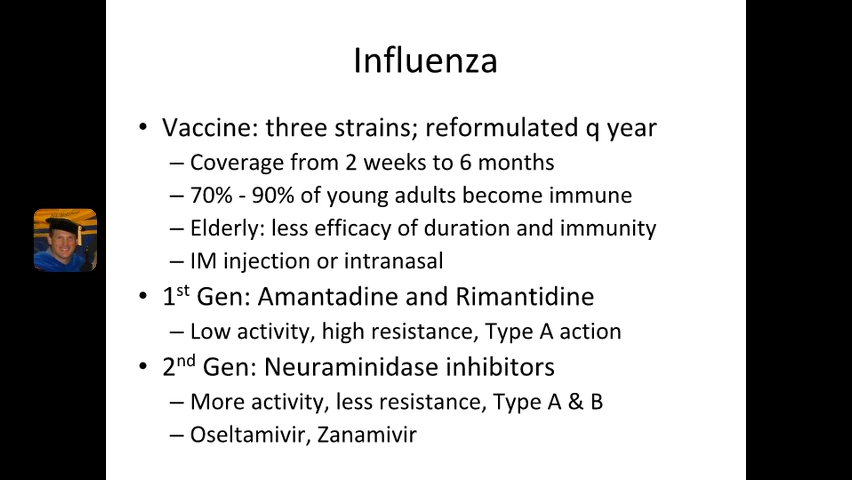 Influenza
• Vaccine: three strains; reformulated q year
– Coverage from 2 weeks to 6 months
– 70% - 90% of young adults become immune
– Elderly: less efficacy of duration and immunity
– IM injection or intranasal
• 1st Gen: Amantadine and Rimantidine
– Low activity, high resistance, Type A action
• 2nd Gen: Neuraminidase inhibitors
– More activity, less resistance, Type A & B
– Oseltamivir, Zanamivir